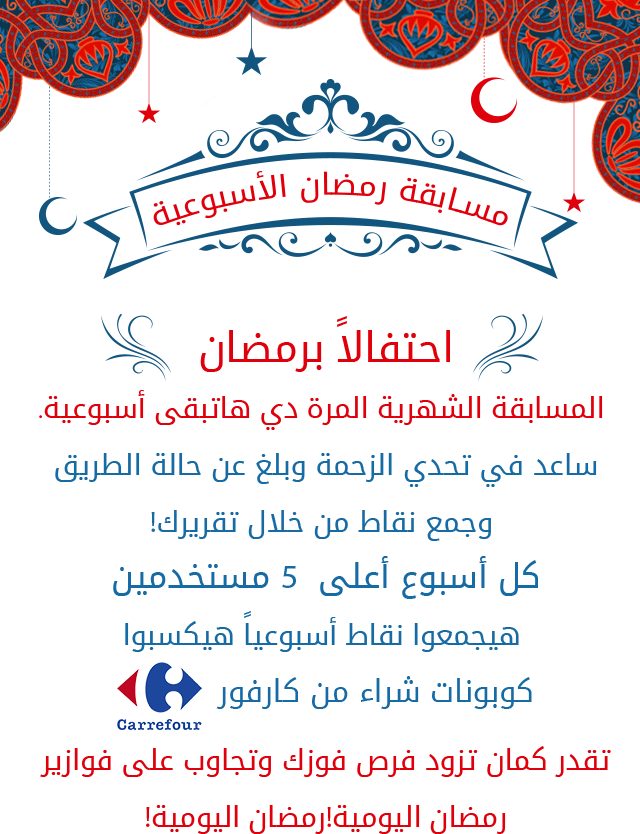 مسابقة رمضان الأسبوعية
احتفالاً برمضان
المسابقة الشهرية المرة دي هاتبقى أسبوعية.
ساعد في تحدي الزحمة وبلغ عن حالة الطريق
وجمع نقاط من خلال تقريرك!
كل أسبوع أعلى 5 مستخدمين
هيجمعوا نقاط أسبوعياً هيكسبوا
كوبونات شراء من كارفور
Carrefour
تقدر كمان تزود فرص فوزك وتجاوب على فوازير
رمضان اليومية!رمضان اليومية!